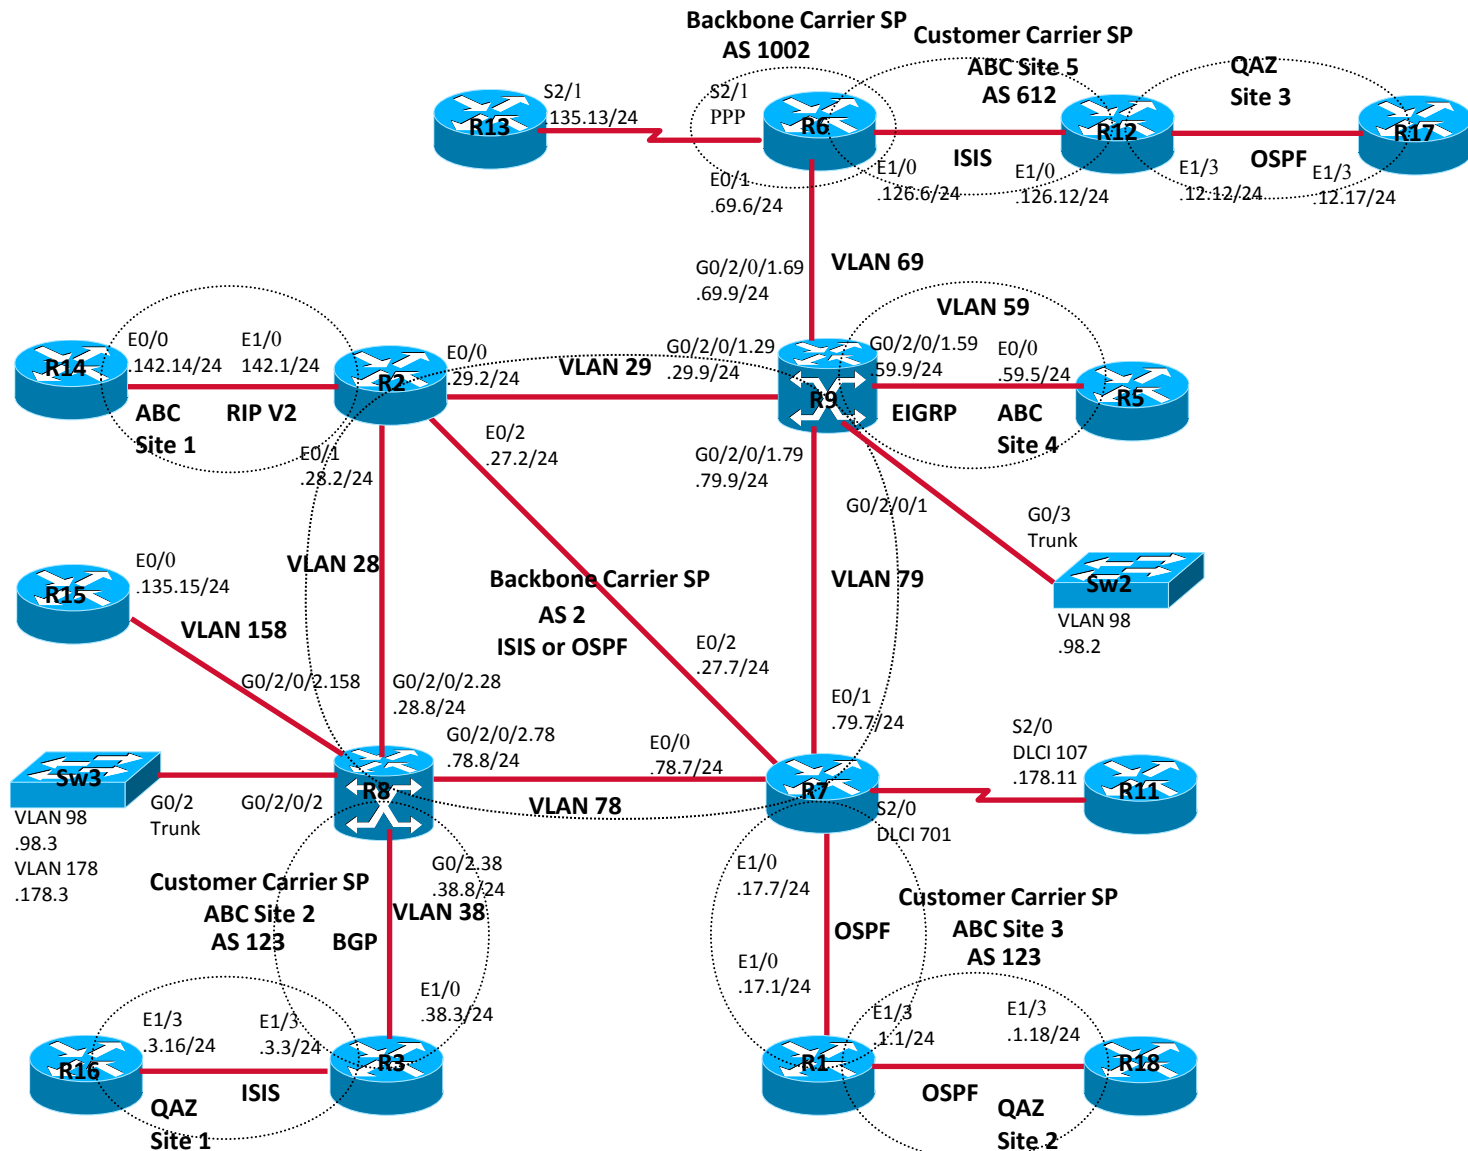 Backbone Carrier SP
AS 1002
Customer Carrier SP
ABC Site 5
AS 612
QAZ
Site 3
S2/1
.135.13/24
S2/1
PPP
R13
R6
R12
R17
ISIS
OSPF
E0/1
.69.6/24
E1/0
.126.6/24
E1/0
.126.12/24
E1/3
.12.12/24
E1/3
.12.17/24
G0/2/0/1.69
.69.9/24
VLAN 69
VLAN 59
E0/0
.142.14/24
E1/0
142.1/24
R14
R2
E0/0
.29.2/24
VLAN 29
G0/2/0/1.29
.29.9/24
R9
G0/2/0/1.59
.59.9/24
E0/0
.59.5/24
R5
ABC
Site 1
RIP V2
EIGRP
ABC
Site 4
E0/1
.28.2/24
E0/2
.27.2/24
G0/2/0/1.79
.79.9/24
G0/2/0/1
G0/3
Trunk
E0/0
.135.15/24
R15
VLAN 158
VLAN 28
Backbone Carrier SP
AS 2
ISIS or OSPF
VLAN 79
Sw2
VLAN 98
.98.2
E0/2
.27.7/24
G0/2/0/2.158
G0/2/0/2.28
.28.8/24
G0/2/0/2.78
.78.8/24
E0/0
.78.7/24
E0/1
.79.7/24
S2/0
DLCI 107
.178.11
Sw3
R8
R7
R11
VLAN 98
.98.3
VLAN 178
.178.3
G0/2
Trunk
G0/2/0/2
VLAN 78
S2/0
DLCI 701
G0/2.38
.38.8/24
E1/0
.17.7/24
Customer Carrier SP
ABC Site 2
AS 123
BGP
VLAN 38
OSPF
Customer Carrier SP
ABC Site 3
AS 123
E1/0
.38.3/24
E1/0
.17.1/24
E1/3
.3.16/24
E1/3
.3.3/24
E1/3
.1.1/24
E1/3
.1.18/24
R16
R3
R1
R18
ISIS
OSPF
QAZ
Site 1
QAZ
Site 2